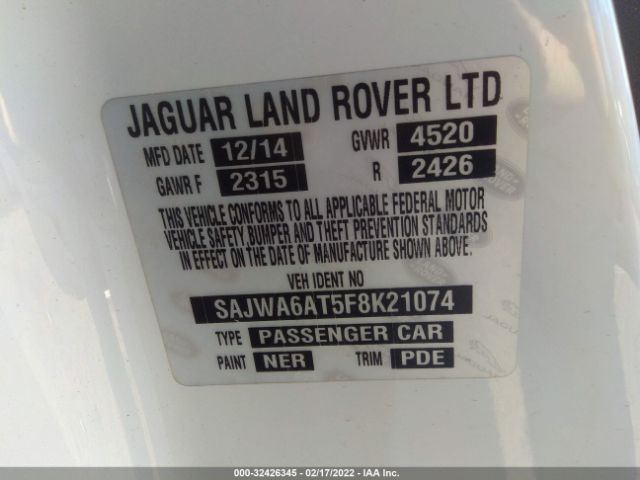 JAGUAR LAND ROVER LTD
MFD DATE 12/14 GVWR 4520
GAWR F 2315 R 2426
THIS VEHICLE CONFORMS TO ALL APPLICABLE FEDERAL MOTOR
VEHICLE SAFETY, BUMPER AND THEFT PREVENTION STANDARDS
IN EFFECT ON THE DATE OF MANUFACTURE SHOWN ABOVE.
VEH IDENT NO
SAJWA6AT5F8K21074
TYPE PASSENGER CAR
PAINT NER TRIM PDE
000-32426345 - 02/17/2022 - IAA Inc.